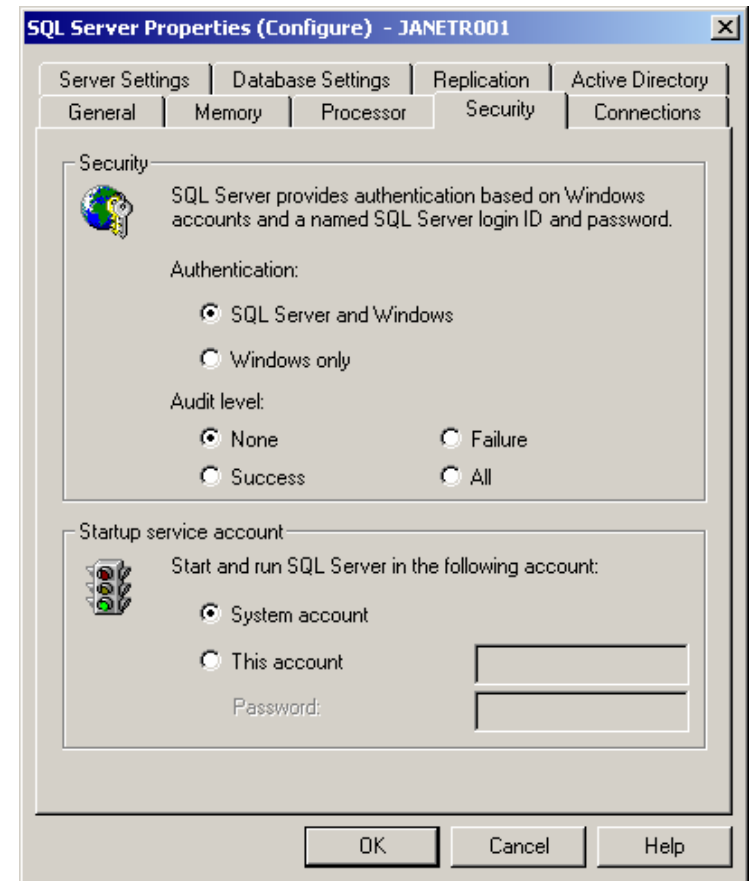 SQL Server Properties (Configure) - JANETR001
Server Settings
Database Settings
Replication
Active Directory
General
Memory
Processor
Security
Connections
Security
SQL Server provides authentication based on Windows
accounts and a named SQL Server login ID and password.
Authentication:
SQL Server and Windows
Windows only
Audit level:
None
Failure
Success
All
Startup service account
Start and run SQL Server in the following account:
System account
This account
Password:
OK
Cancel
Help